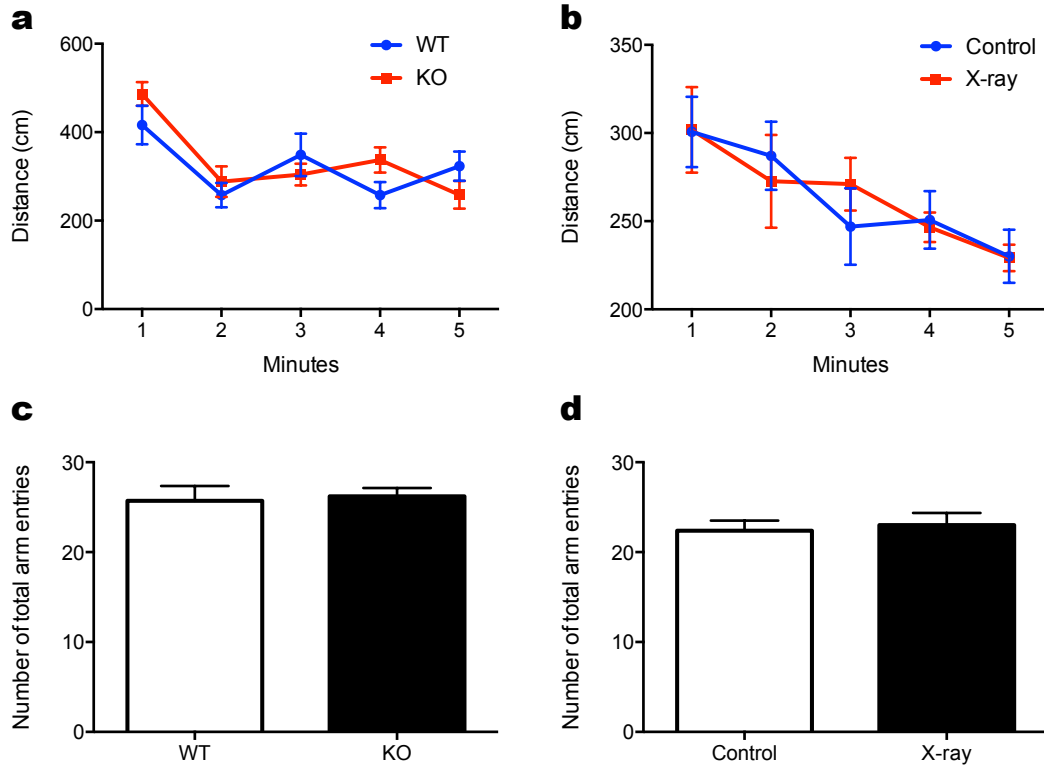 a
WT
KO
Distance (cm)
600
400
200
0
1 2 3 4 5
Minutes
b
Control
X-ray
Distance (cm)
350
300
250
200
1 2 3 4 5
Minutes
c
Number of total arm entries
30
20
10
0
WT KO
d
Number of total arm entries
30
20
10
0
Control X-ray